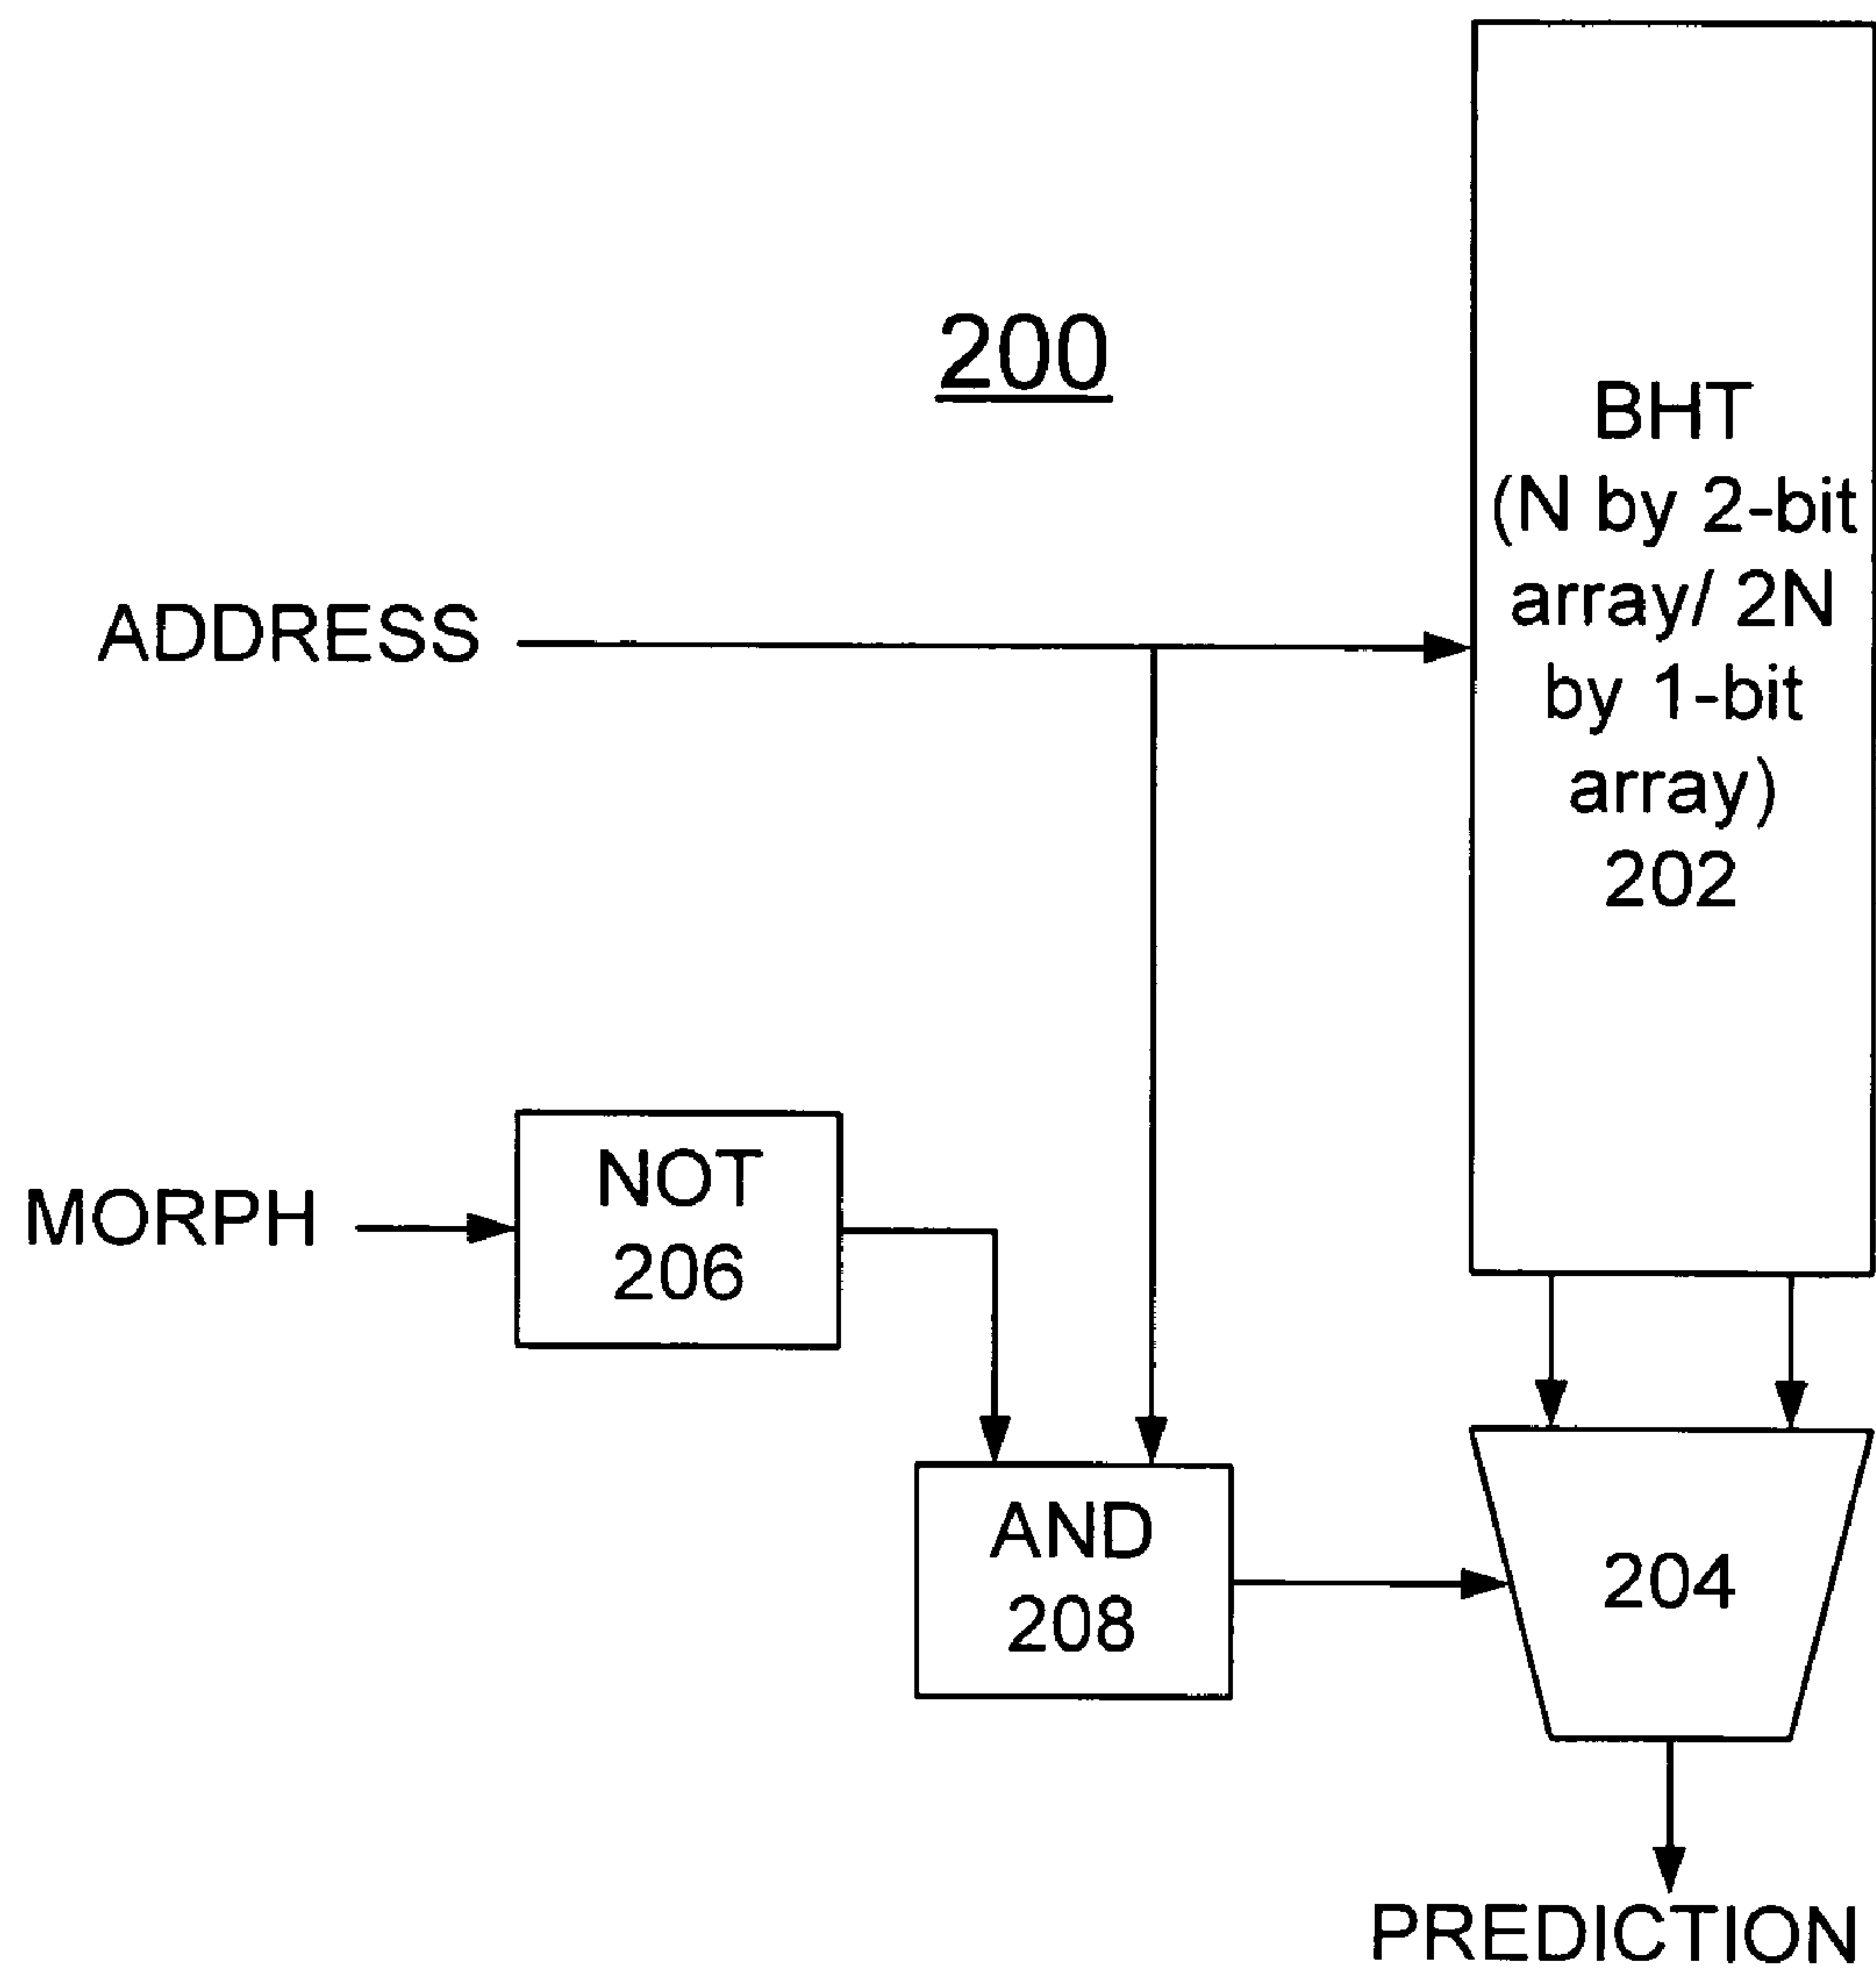 200
BHT
(N by 2-bit
array/ 2N
by 1-bit
array)
202
ADDRESS
MORPH
NOT
206
AND
208
204
PREDICTION